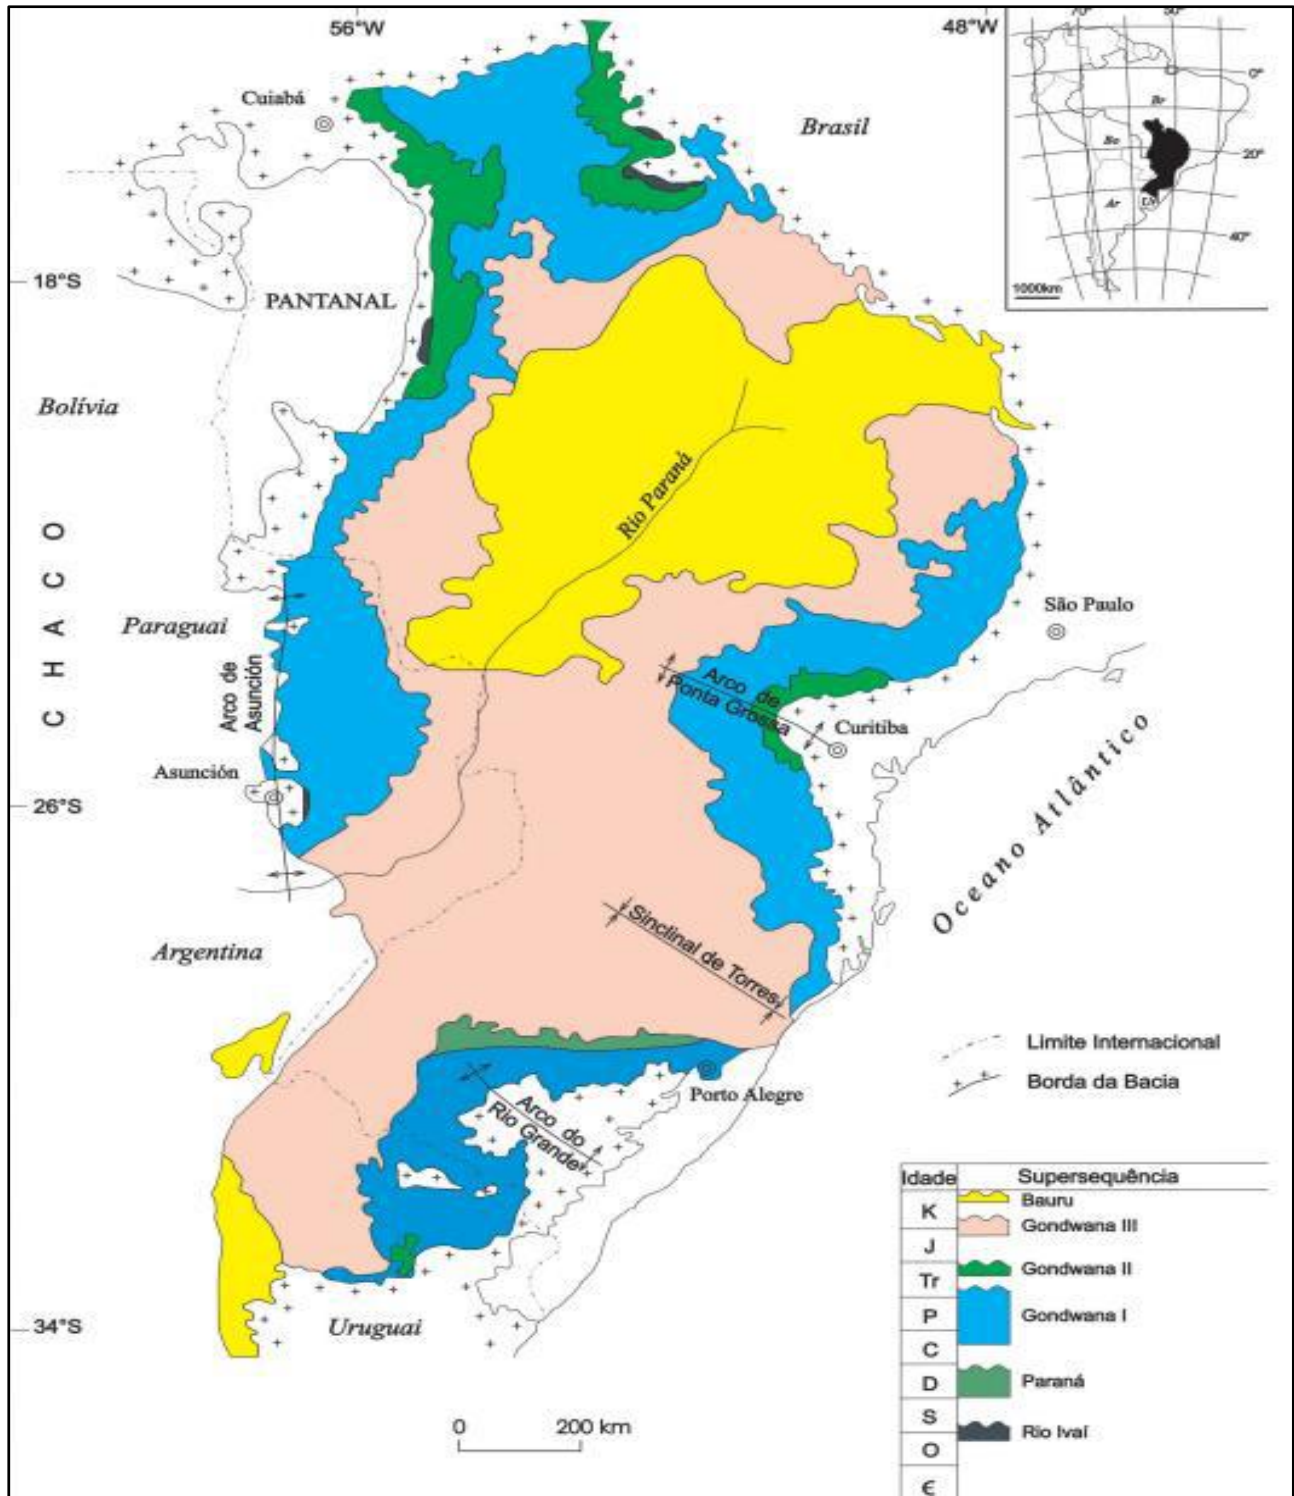 56°W
48°W
70°
50°
0°
20°
40°
Br
Bo
Ar
Ur
1000km
Cuiabá
Brasil
18°S
PANTANAL
Bolívia
Rio Paraná
CHACO
Paraguai
São Paulo
Arco de
Asunción
Arco de
Ponta Grossa
Curitiba
Asunción
26°S
Oceano Atlântico
Sinclinal de Torres
Argentina
Limite Internacional
Borda da Bacia
Porto Alegre
Arco do
Rio Grande
Idade
Supersequência
K
Bauru
Gondwana III
J
Gondwana II
Tr
P
Gondwana I
C
D
Paraná
S
Rio Ivaí
O
Є
Uruguai
34°S
0 200 km